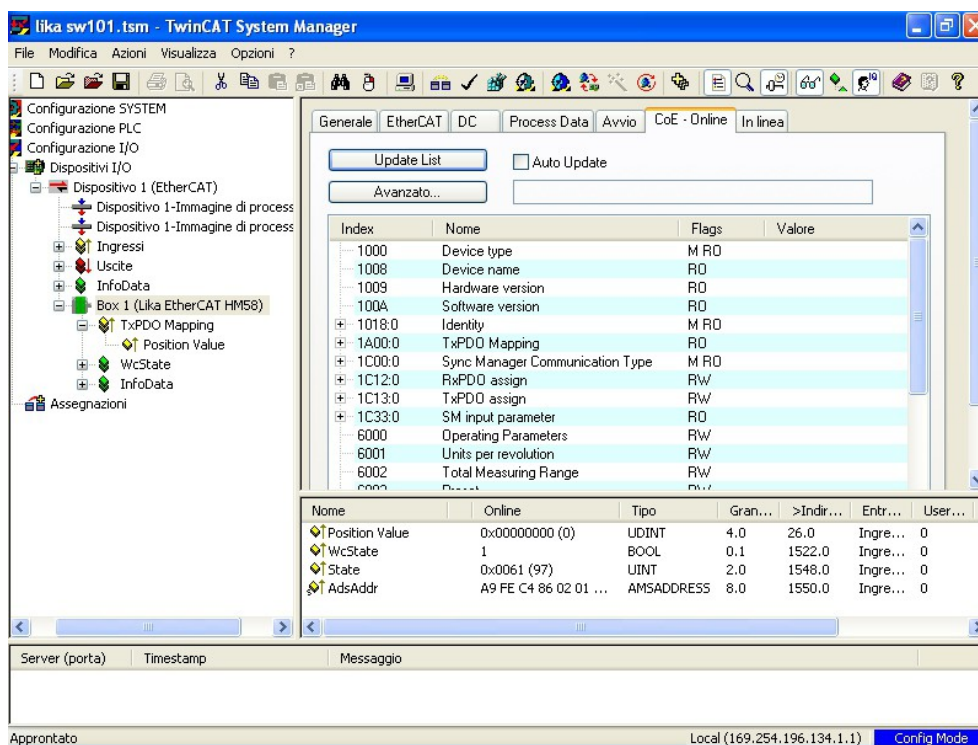 lika sw101.tsm - TwinCAT System Manager
File Modifica Azioni Visualizza Opzioni ?
Configurazione SYSTEM
Configurazione PLC
Configurazione I/O
Dispositivi I/O
Dispositivo 1 (EtherCAT)
Dispositivo 1-Immagine di process
Dispositivo 1-Immagine di process
Ingressi
Uscite
InfoData
Box 1 (Lika EtherCAT HM58)
TxPDO Mapping
Position Value
WcState
InfoData
Assegnazioni
Generale EtherCAT DC Process Data Avvio CoE - Online In linea
Update List Auto Update
Avanzato...
Index Nome Flags Valore
1000 Device type M RO
1008 Device name RO
1009 Hardware version RO
100A Software version RO
1018:0 Identity M RO
1A00:0 TxPDO Mapping RO
1C00:0 Sync Manager Communication Type M RO
1C12:0 RxPDO assign RW
1C13:0 TxPDO assign RW
1C33:0 SM input parameter RO
6000 Operating Parameters RW
6001 Units per revolution RW
6002 Total Measuring Range RW
Nome Online Tipo Gran... >Indir... Entr... User...
Position Value 0x00000000 (0) UDINT 4.0 26.0 Ingre... 0
WcState 1 BOOL 0.1 1522.0 Ingre... 0
State 0x0061 (97) UINT 2.0 1548.0 Ingre... 0
AdsAddr A9 FE C4 86 02 01 ... AMSADDRESS 8.0 1550.0 Ingre... 0
Server (porta) Timestamp Messaggio
Approntato Local (169.254.196.134.1.1) Config Mode